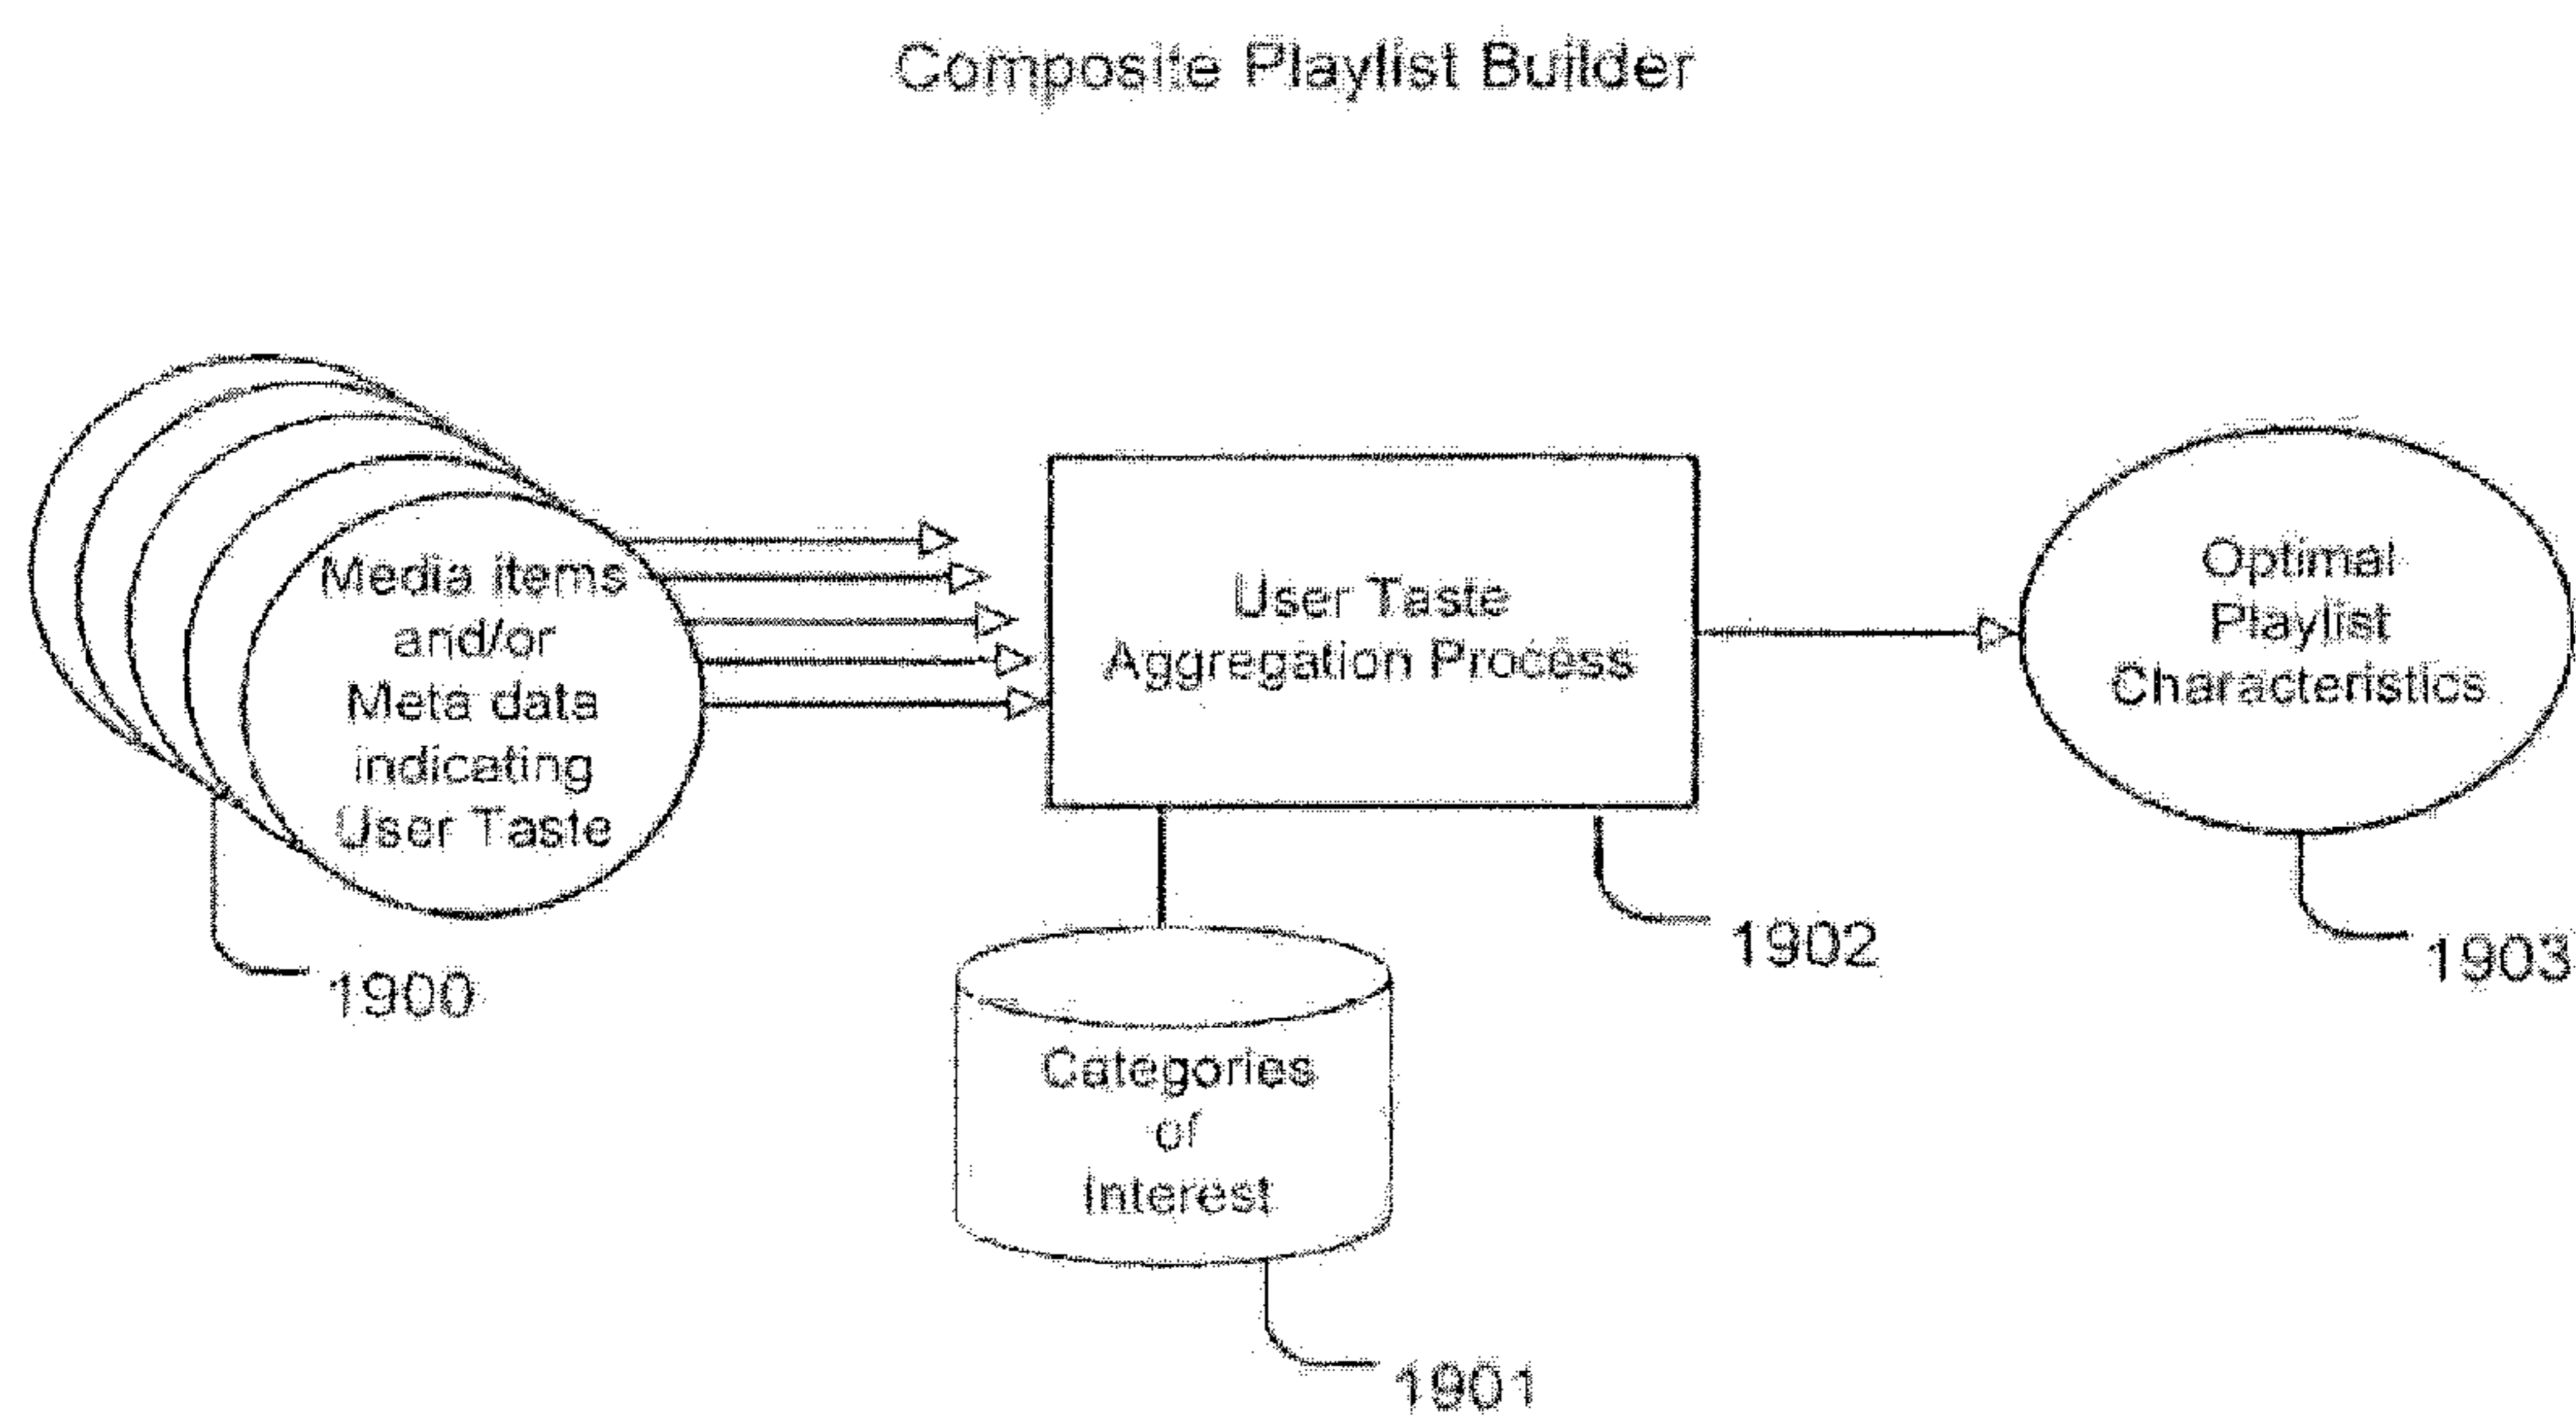 Composite Playlist Builder
Media items
and/or
Meta data
indicating
User Taste
1900
User Taste
Aggregation Process
1902
Categories
of
Interest
1901
Optimal
Playlist
Characteristics
1903